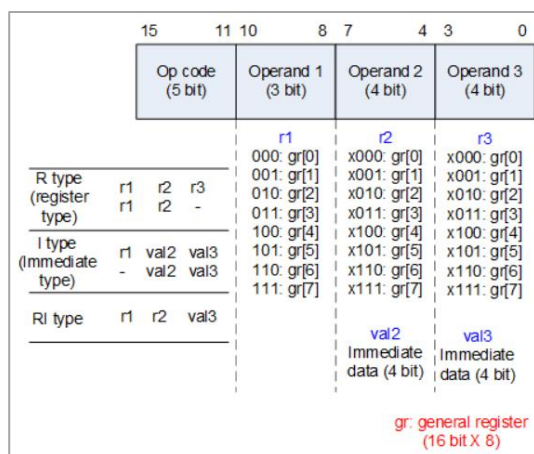 15 11 10 8 7 4 3 0
Op code Operand 1 Operand 2 Operand 3
(5 bit) (3 bit) (4 bit) (4 bit)
r1 r2 r3
000: gr[0] x000: gr[0] x000: gr[0]
R type r1 r2 r3 001: gr[1] x001: gr[1] x001: gr[1]
(register r1 r2 - 010: gr[2] x010: gr[2] x010: gr[2]
type) 011: gr[3] x011: gr[3] x011: gr[3]
I type r1 val2 val3 100: gr[4] x100: gr[4] x100: gr[4]
(Immediate - val2 val3 101: gr[5] x101: gr[5] x101: gr[5]
type) 110: gr[6] x110: gr[6] x110: gr[6]
111: gr[7] x111: gr[7] x111: gr[7]
RI type r1 r2 val3
val2 val3
Immediate Immediate
data (4 bit) data (4 bit)
gr: general register
(16 bit X 8)